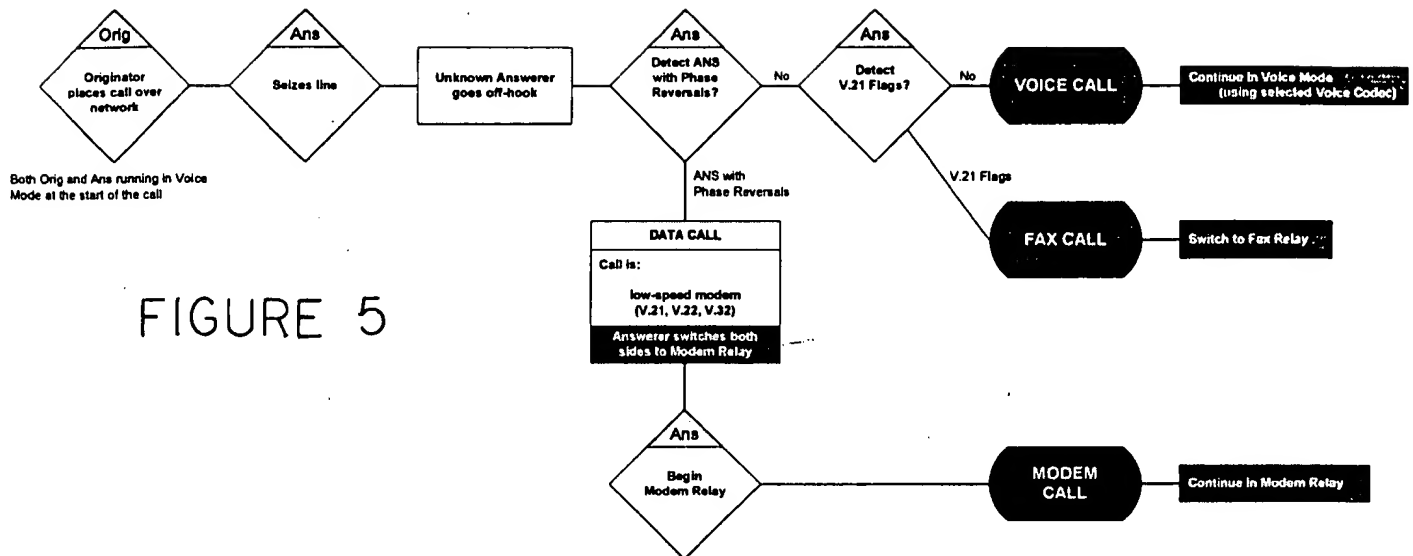 Orig
Originator
places call over
network
Both Orig and Ans running in Voice
Mode at the start of the call
Ans
Seizes line
Unknown Answerer
goes off-hook
Ans
Detect ANS
with Phase
Reversals?
No
Ans
Detect
V.21 Flags?
No
VOICE CALL
Continue In Voice Mode
(using selected Voice Codec)
V.21 Flags
FAX CALL
Switch to Fax Relay
ANS with
Phase Reversals
DATA CALL
Call is:
low-speed modem
(V.21, V.22, V.32)
Answerer switches both
sides to Modem Relay
FIGURE 5
Ans
Begin
Modem Relay
MODEM
CALL
Continue In Modem Relay